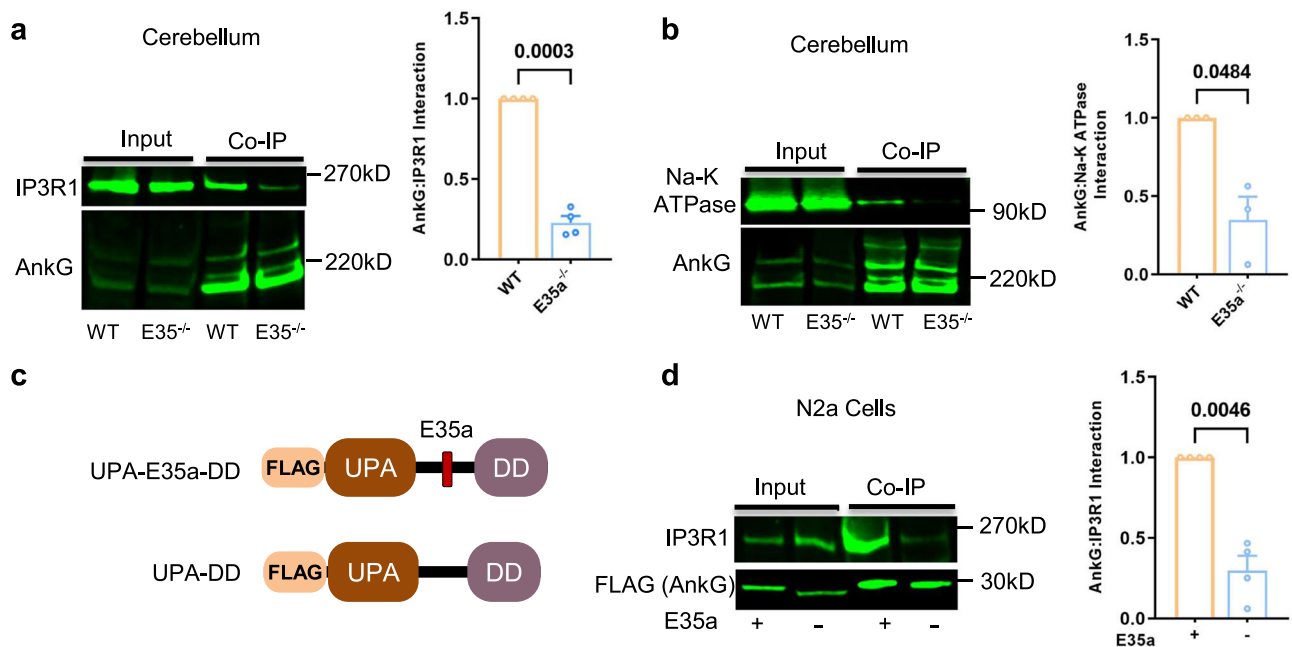 a
Cerebellum
Input Co-IP
IP3R1
270kD
AnkG
220kD
WT E35-/- WT E35-/-
AnkG:IP3R1 Interaction
1.5
1.0
0.5
0.0
0.0003
WT
E35a-/-
b
Cerebellum
Input Co-IP
Na-K
ATPase
90kD
AnkG
220kD
WT E35-/- WT E35-/-
AnkG:Na-K ATPase
Interaction
1.5
1.0
0.5
0.0
0.0484
WT
E35a-/-
c
E35a
UPA-E35a-DD FLAG UPA DD
UPA-DD FLAG UPA DD
d
N2a Cells
Input Co-IP
IP3R1
270kD
FLAG (AnkG)
30kD
E35a + - + -
AnkG:IP3R1 Interaction
1.5
1.0
0.5
0.0
0.0046
E35a + -